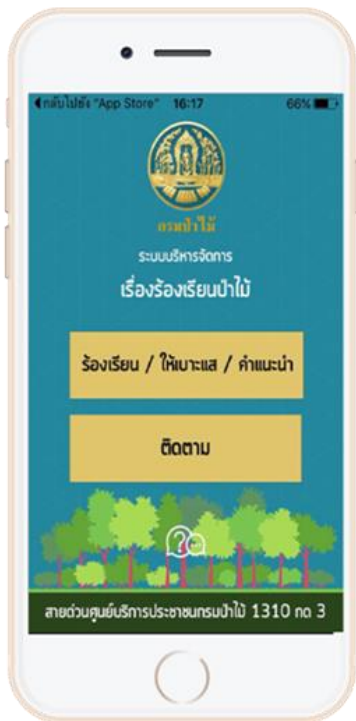 กลับไปยัง "App Store" 16:17 66%
กรมป่าไม้
ระบบบริหารจัดการ
เรื่องร้องเรียนป่าไม้
ร้องเรียน / ให้เบาะแส / คำแนะนำ
ติดตาม
?
สายด่วนศูนย์บริการประชาชนกรมป่าไม้ 1310 กด 3